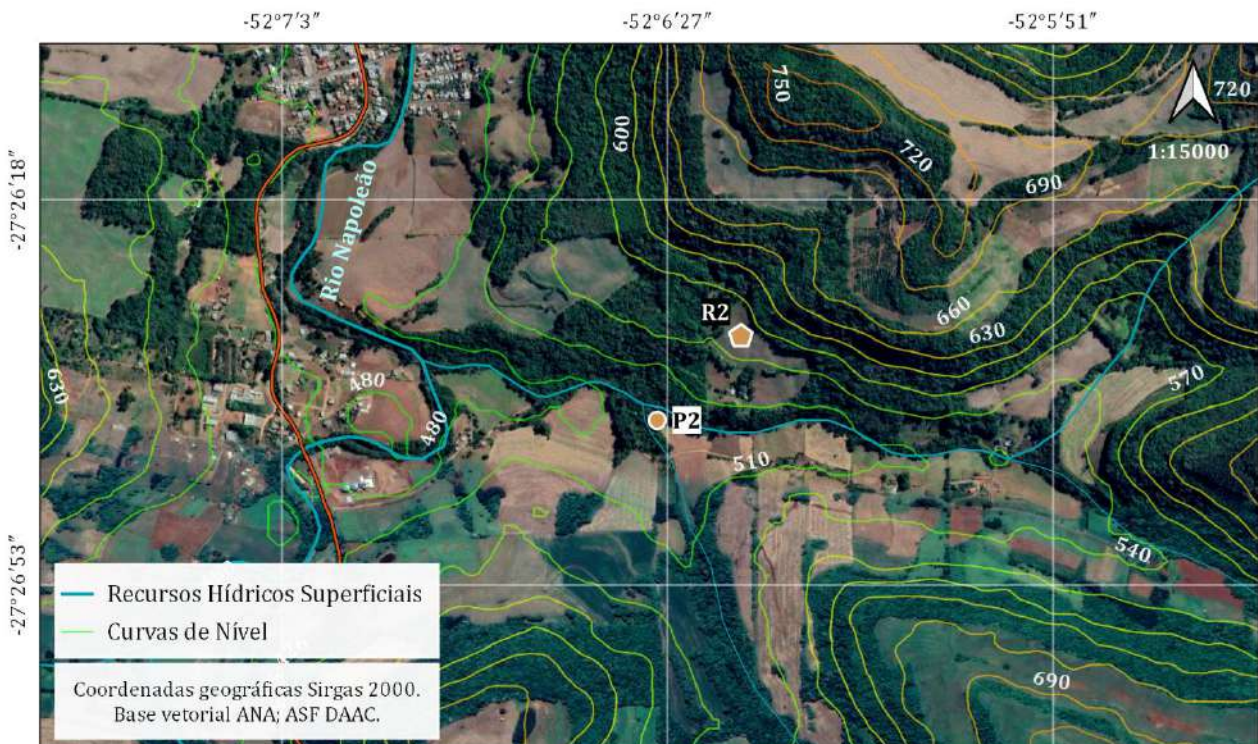 -52°7′3″
-52°6′27″
-52°5′51″
-27°26′18″
-27°26′53″
750
720
600
720
1:15000
690
Rio Napoleão
R2
660
630
630
480
480
570
P2
510
540
690
Recursos Hídricos Superficiais
Curvas de Nível
Coordenadas geográficas Sirgas 2000.
Base vetorial ANA; ASF DAAC.